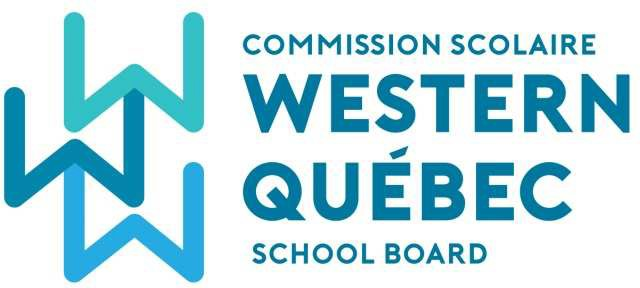 COMMISSION SCOLAIRE
WESTERN
QUÉBEC
SCHOOL BOARD